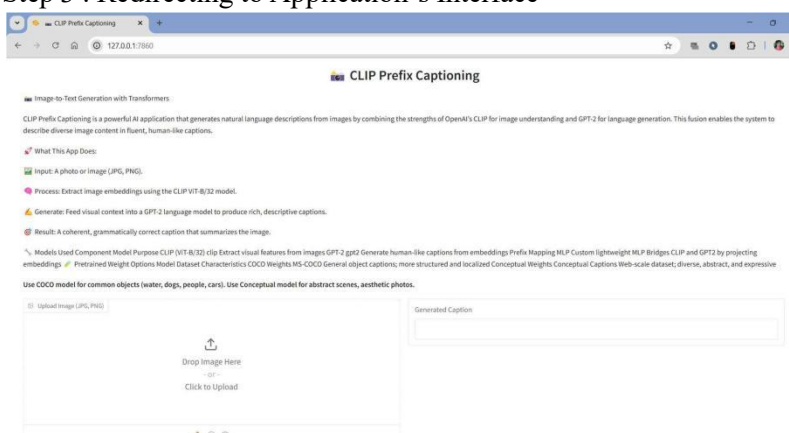 Step 3 : Redirecting to Application's Interface
CLIP Prefix Captioning
127.0.0.1:7860
CLIP Prefix Captioning
Image-to-Text Generation with Transformers
CLIP Prefix Captioning is a powerful AI application that generates natural language descriptions from images by combining the strengths of OpenAI's CLIP for image understanding and GPT-2 for language generation. This fusion enables the system to
describe diverse image content in fluent, human-like captions.
What This App Does:
Input: A photo or image (JPG, PNG).
Process: Extract image embeddings using the CLIP ViT-B/32 model.
Generate: Feed visual context into a GPT-2 language model to produce rich, descriptive captions.
Result: A coherent, grammatically correct caption that summarizes the image.
Models Used Component Model Purpose CLIP (ViT-B/32) clip Extract visual features from images GPT-2 gpt2 Generate human-like captions from embeddings Prefix Mapping MLP Custom lightweight MLP Bridges CLIP and GPT2 by projecting
embeddings Pretrained Weight Options Model Dataset Characteristics COCO Weights MS-COCO General object captions; more structured and localized Conceptual Weights Conceptual Captions Web-scale dataset; diverse, abstract, and expressive
Use COCO model for common objects (water, dogs, people, cars). Use Conceptual model for abstract scenes, aesthetic photos.
Upload Image (JPG, PNG)
Generated Caption
Drop Image Here
- or -
Click to Upload